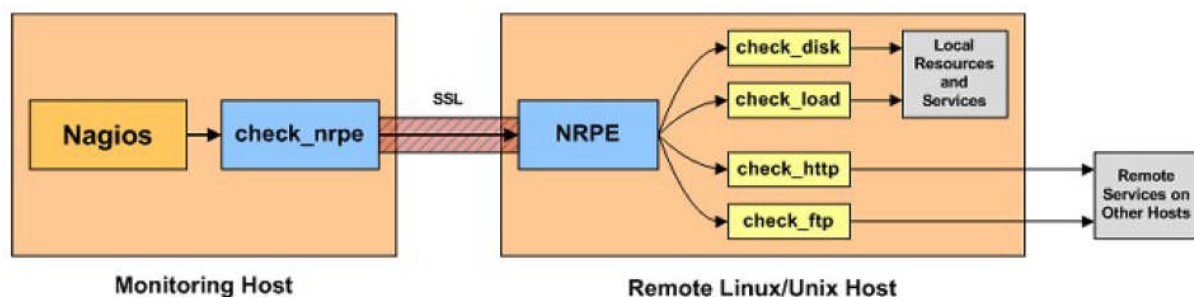 Nagios
check_nrpe
SSL
NRPE
check_disk
check_load
check_http
check_ftp
Local
Resources
and
Services
Remote
Services on
Other Hosts
Monitoring Host
Remote Linux/Unix Host